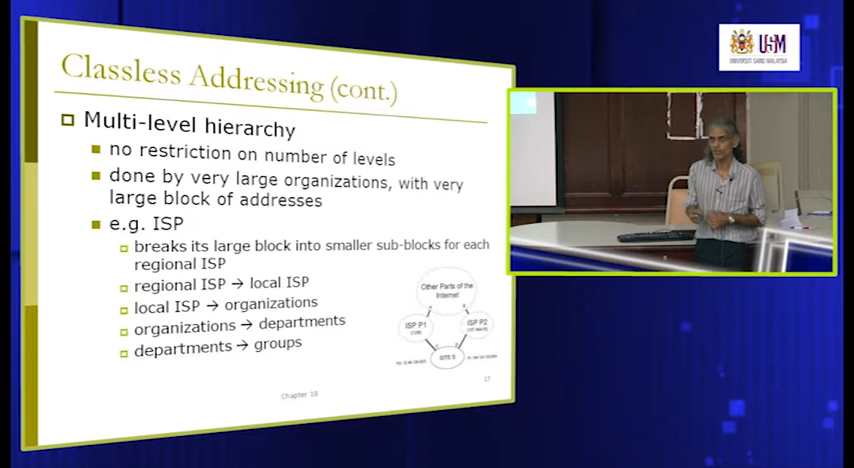 Classless Addressing (cont.)
Multi-level hierarchy
no restriction on number of levels
done by very large organizations, with very
large block of addresses
e.g. ISP
breaks its large block into smaller sub-blocks for each
regional ISP
regional ISP → local ISP
local ISP → organizations
organizations → departments
departments → groups
Other Parts of the
Internet
ISP P1
ISP P2
SITE S
Chapter 18
17
USM
UNIVERSITI SAINS MALAYSIA